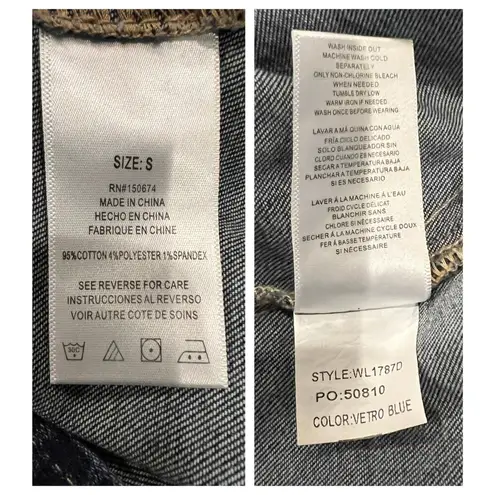 SIZE: S
RN#150674
MADE IN CHINA
HECHO EN CHINA
FABRIQUE EN CHINE
95%COTTON 4%POLYESTER 1%SPANDEX
SEE REVERSE FOR CARE
INSTRUCCIONES AL REVERSO
VOIR AUTRE COTE DE SOINS
WASH INSIDE OUT
MACHINE WASH COLD
SEPARATELY
ONLY NON-CHLORINE BLEACH
WHEN NEEDED
TUMBLE DRY LOW
WARM IRON IF NEEDED
WASH ONCE BEFORE WEARING
LAVAR A MÁ QUINA CON AGUA
FRÍA CICLO DELICADO
SOLO BLANQUEADOR SIN
CLORO CUANDO ES NECESARIO
SECAR A TEMPERATURA BAJA
PLANCHAR A TEMPERATURA BAJA
SI ES NECESARIO
LAVER À LA MACHINE À L'EAU
FROID CYCLE DÉLICAT
BLANCHIR SANS
CHLORE SI NÉCESSAIRE
SÉCHER À LA MACHINE CYCLE DOUX
FER À BASSE TEMPÉRATURE
SI NÉCESSAIRE
STYLE: WL1787D
PO:50810
COLOR:VETRO BLUE